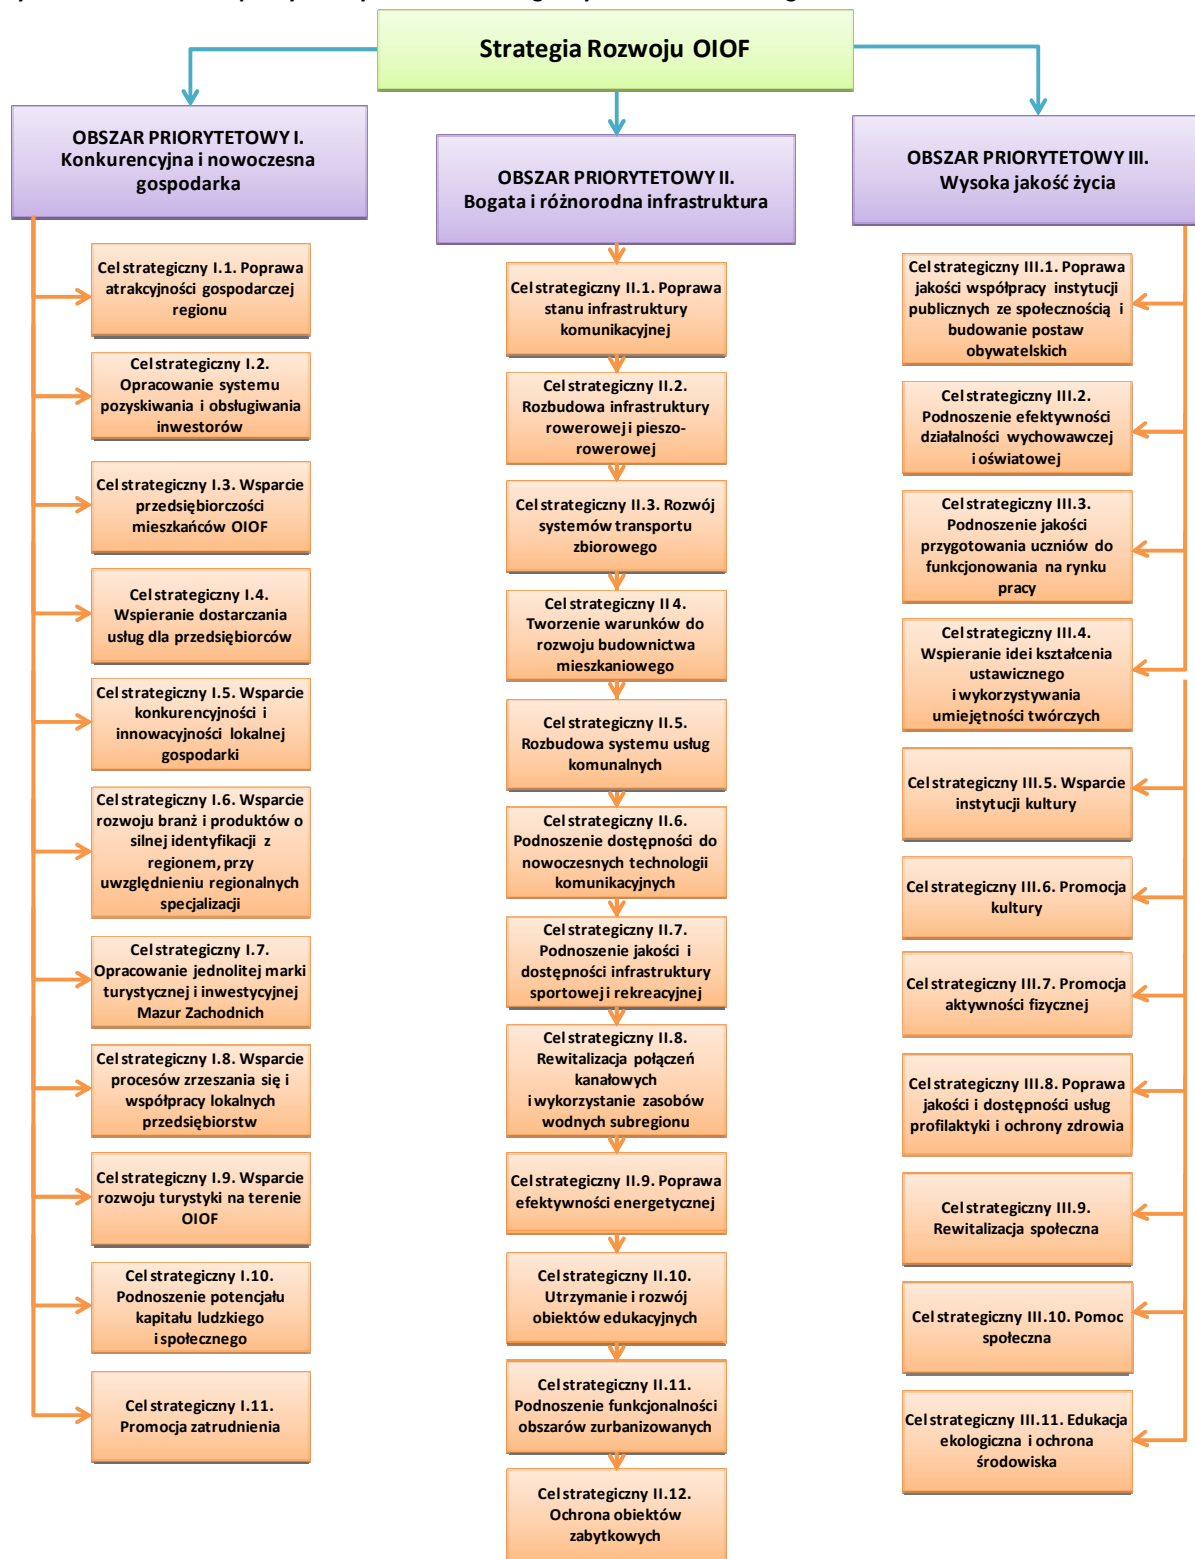 Strategia Rozwoju OIOF
OBSZAR PRIORYTETOWY I.
Konkurencyjna i nowoczesna
gospodarka
Cel strategiczny I.1. Poprawa
atrakcyjności gospodarczej
regionu
Cel strategiczny I.2.
Opracowanie systemu
pozyskiwania i obsługiwania
inwestorów
Cel strategiczny I.3. Wsparcie
przedsiębiorczości
mieszkańców OIOF
Cel strategiczny I.4.
Wspieranie dostarczania
usług dla przedsiębiorców
Cel strategiczny I.5. Wsparcie
konkurencyjności i
innowacyjności lokalnej
gospodarki
Cel strategiczny I.6. Wsparcie
rozwoju branż i produktów o
silnej identyfikacji z
regionem, przy
uwzględnieniu regionalnych
specjalizacji
Cel strategiczny I.7.
Opracowanie jednolitej marki
turystycznej i inwestycyjnej
Mazur Zachodnich
Cel strategiczny I.8. Wsparcie
procesów zrzeszania się i
współpracy lokalnych
przedsiębiorstw
Cel strategiczny I.9. Wsparcie
rozwoju turystyki na terenie
OIOF
Cel strategiczny I.10.
Podnoszenie potencjału
kapitału ludzkiego
i społecznego
Cel strategiczny I.11.
Promocja zatrudnienia
OBSZAR PRIORYTETOWY II.
Bogata i różnorodna infrastruktura
Cel strategiczny II.1. Poprawa
stanu infrastruktury
komunikacyjnej
Cel strategiczny II.2.
Rozbudowa infrastruktury
rowerowej i pieszo-
rowerowej
Cel strategiczny II.3. Rozwój
systemów transportu
zbiorowego
Cel strategiczny II 4.
Tworzenie warunków do
rozwoju budownictwa
mieszkaniowego
Cel strategiczny II.5.
Rozbudowa systemu usług
komunalnych
Cel strategiczny II.6.
Podnoszenie dostępności do
nowoczesnych technologii
komunikacyjnych
Cel strategiczny II.7.
Podnoszenie jakości i
dostępności infrastruktury
sportowej i rekreacyjnej
Cel strategiczny II.8.
Rewitalizacja połączeń
kanałowych
i wykorzystanie zasobów
wodnych subregionu
Cel strategiczny II.9. Poprawa
efektywności energetycznej
Cel strategiczny II.10.
Utrzymanie i rozwój
obiektów edukacyjnych
Cel strategiczny II.11.
Podnoszenie funkcjonalności
obszarów zurbanizowanych
Cel strategiczny II.12.
Ochrona obiektów
zabytkowych
OBSZAR PRIORYTETOWY III.
Wysoka jakość życia
Cel strategiczny III.1. Poprawa
jakości współpracy instytucji
publicznych ze społecznością i
budowanie postaw
obywatelskich
Cel strategiczny III.2.
Podnoszenie efektywności
działalności wychowawczej
i oświatowej
Cel strategiczny III.3.
Podnoszenie jakości
przygotowania uczniów do
funkcjonowania na rynku
pracy
Cel strategiczny III.4.
Wspieranie idei kształcenia
ustawicznego
i wykorzystywania
umiejętności twórczych
Cel strategiczny III.5. Wsparcie
instytucji kultury
Cel strategiczny III.6. Promocja
kultury
Cel strategiczny III.7. Promocja
aktywności fizycznej
Cel strategiczny III.8. Poprawa
jakości i dostępności usług
profilaktyki i ochrony zdrowia
Cel strategiczny III.9.
Rewitalizacja społeczna
Cel strategiczny III.10. Pomoc
społeczna
Cel strategiczny III.11. Edukacja
ekologiczna i ochrona
środowiska